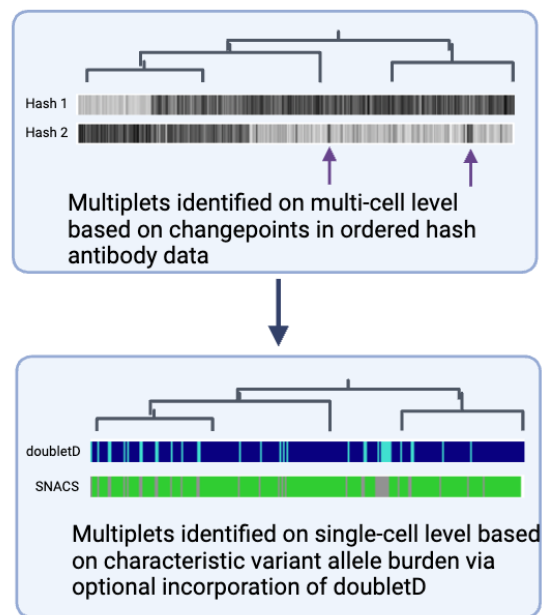 Hash 1
Hash 2
Multiplets identified on multi-cell level
based on changepoints in ordered hash
antibody data
doubletD
SNACS
Multiplets identified on single-cell level based
on characteristic variant allele burden via
optional incorporation of doubletD